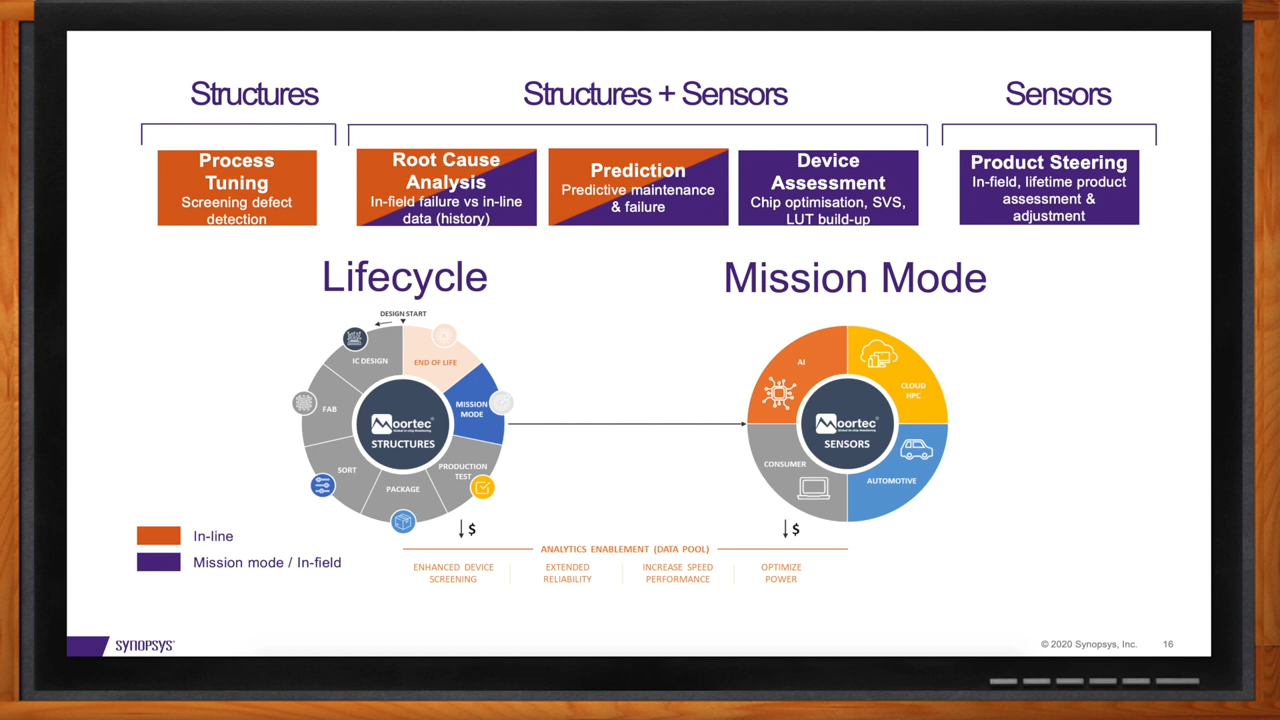 Structures
Structures + Sensors
Sensors
Process
Tuning
Screening defect
detection
Root Cause
Analysis
In-field failure vs in-line
data (history)
Prediction
Predictive maintenance
& failure
Device
Assessment
Chip optimisation, SVS,
LUT build-up
Product Steering
In-field, lifetime product
assessment &
adjustment
Lifecycle
Mission Mode
DESIGN START
IC DESIGN
END OF LIFE
FAB
MISSION
MODE
SORT
PRODUCTION
TEST
PACKAGE
Moortec®
STRUCTURES
AI
CLOUD
HPC
CONSUMER
AUTOMOTIVE
Moortec®
SENSORS
$
$
In-line
Mission mode / In-field
ANALYTICS ENABLEMENT (DATA POOL)
ENHANCED DEVICE
SCREENING
EXTENDED
RELIABILITY
INCREASE SPEED
PERFORMANCE
OPTIMIZE
POWER
SYNOPSYS®
© 2020 Synopsys, Inc.
16